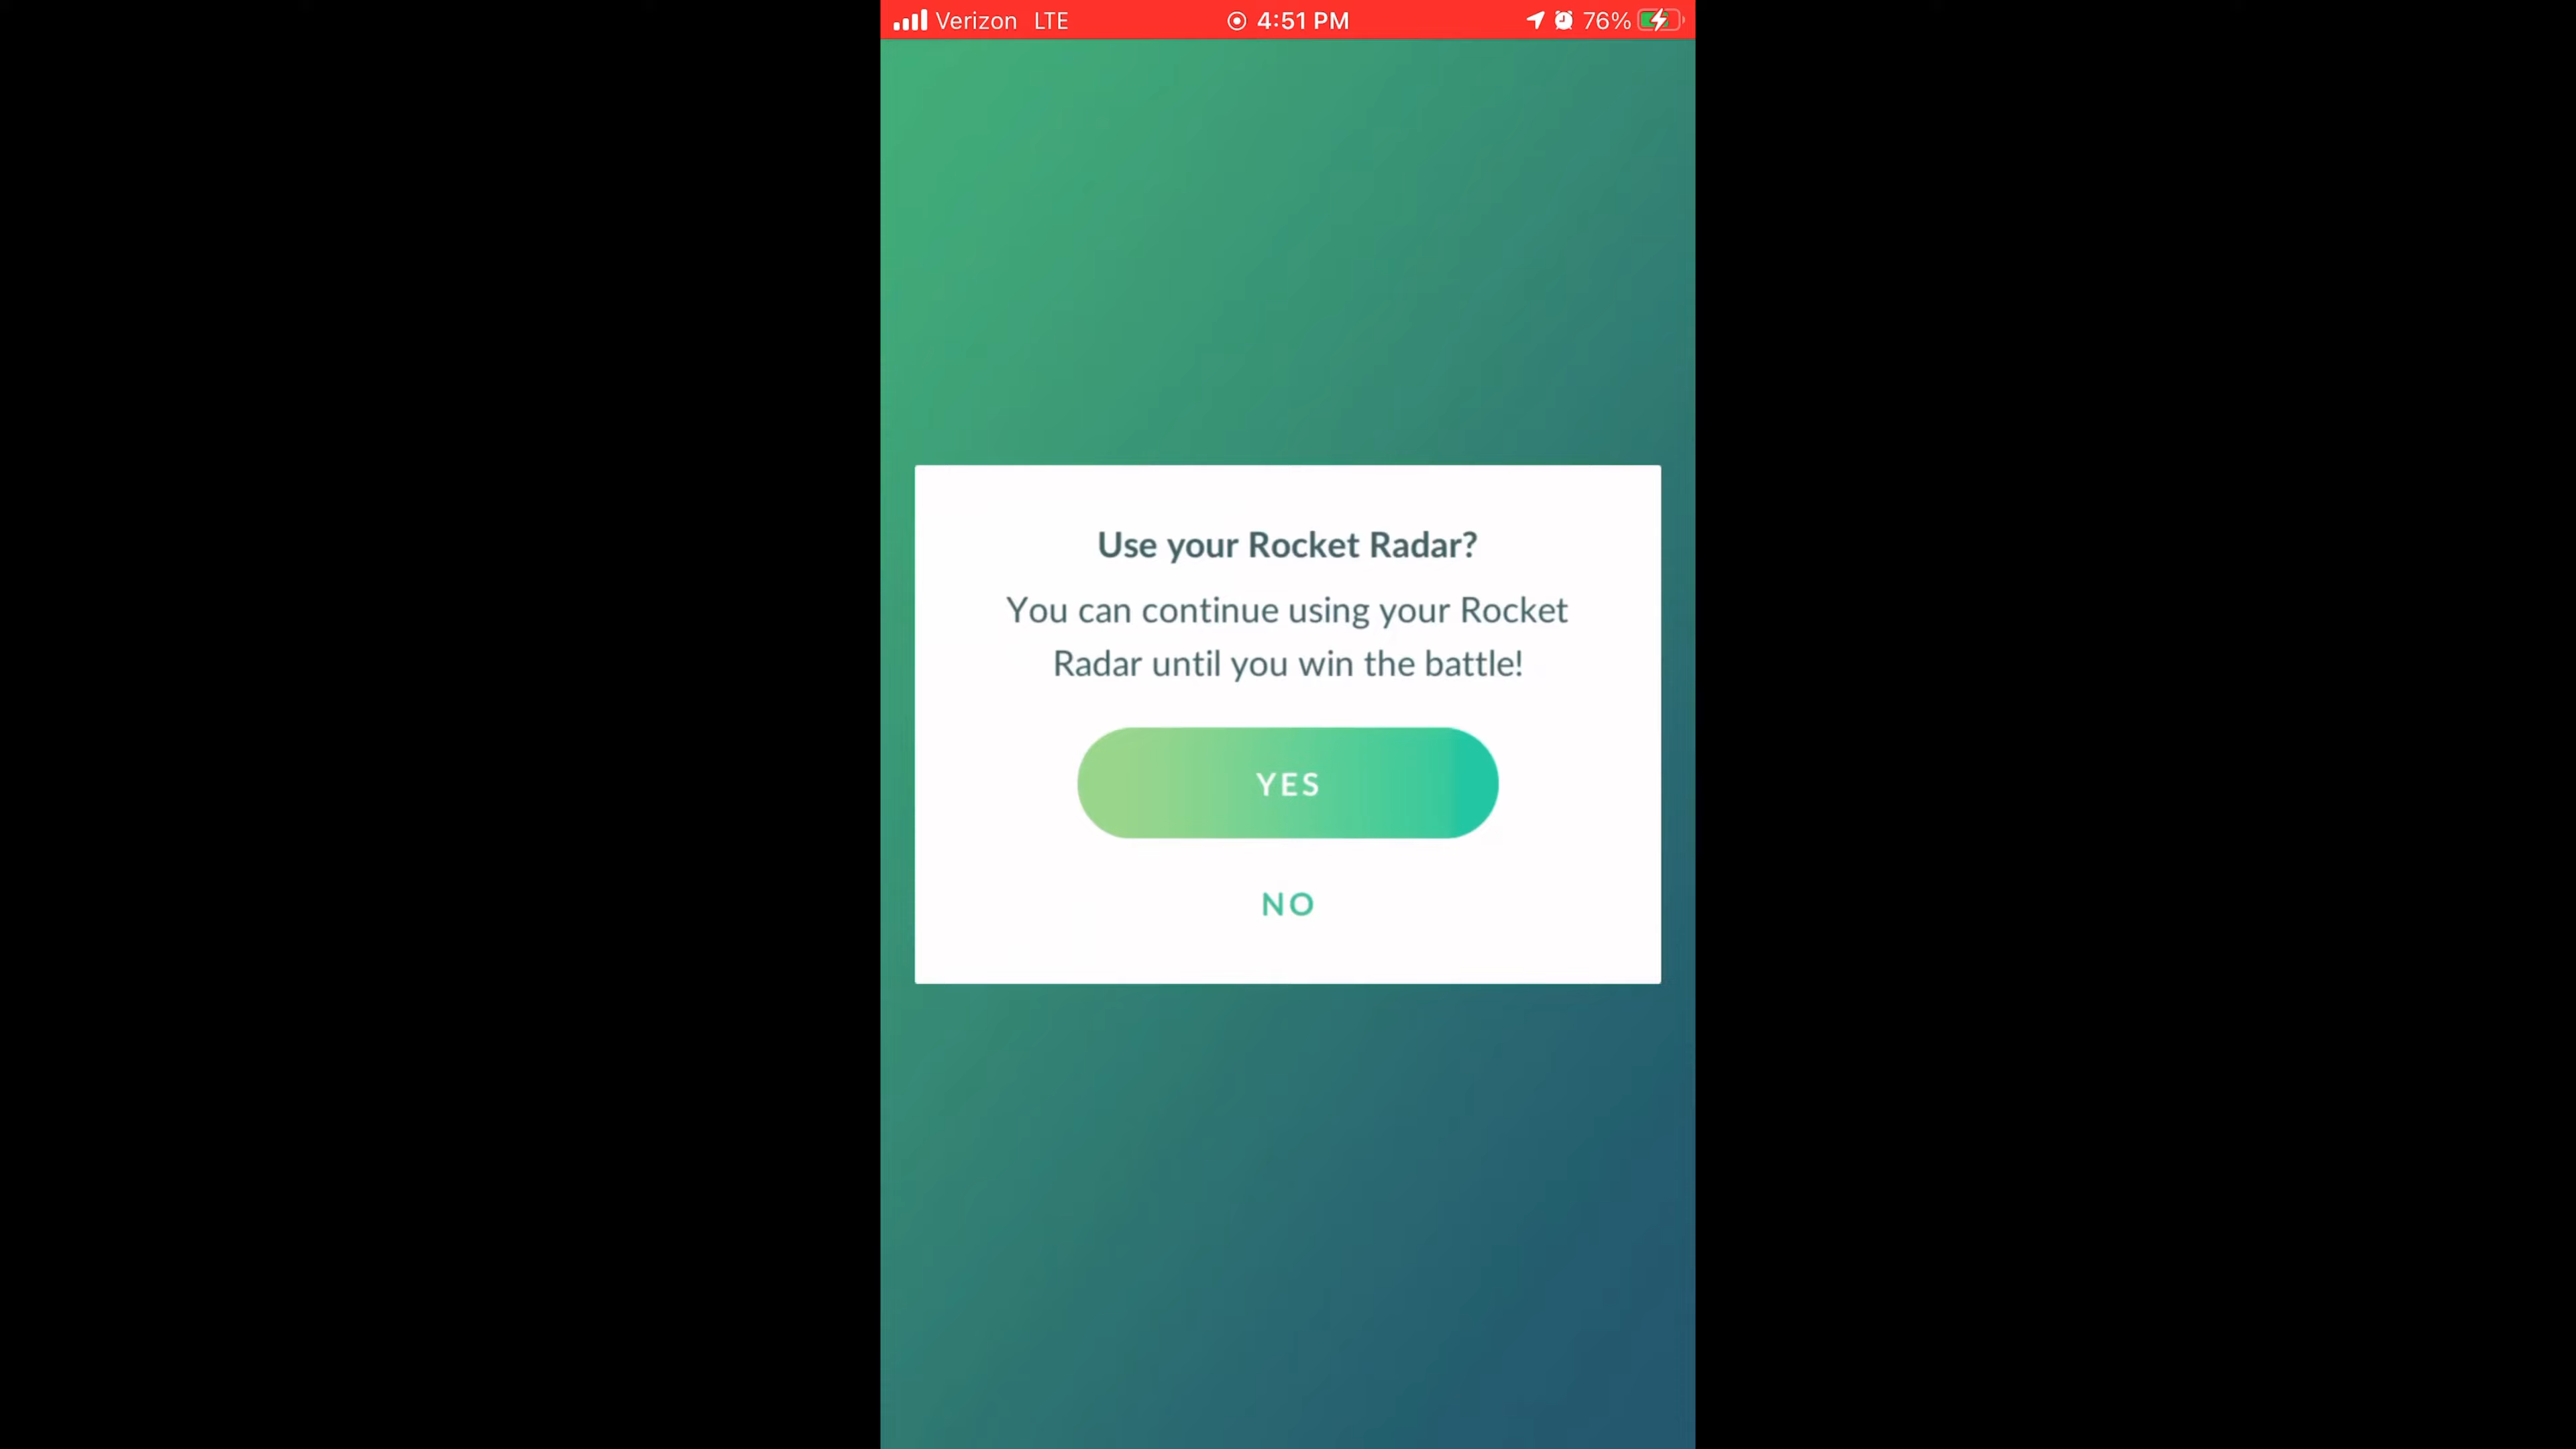 Verizon LTE 4:51 PM 76%
Use your Rocket Radar?
You can continue using your Rocket
Radar until you win the battle!
YES
NO